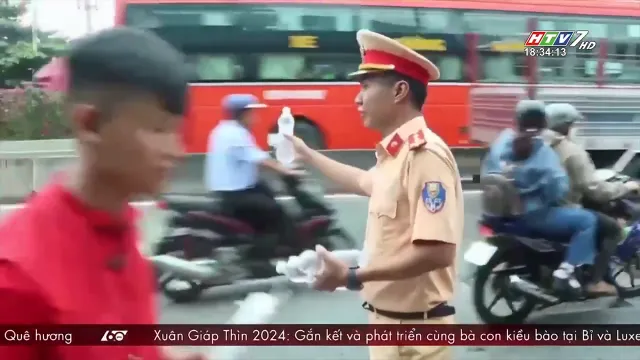 HTV7 HD
18:34:13
Quê hương 60 Xuân Giáp Thìn 2024: Gắn kết và phát triển cùng bà con kiều bào tại Bỉ và Luxe